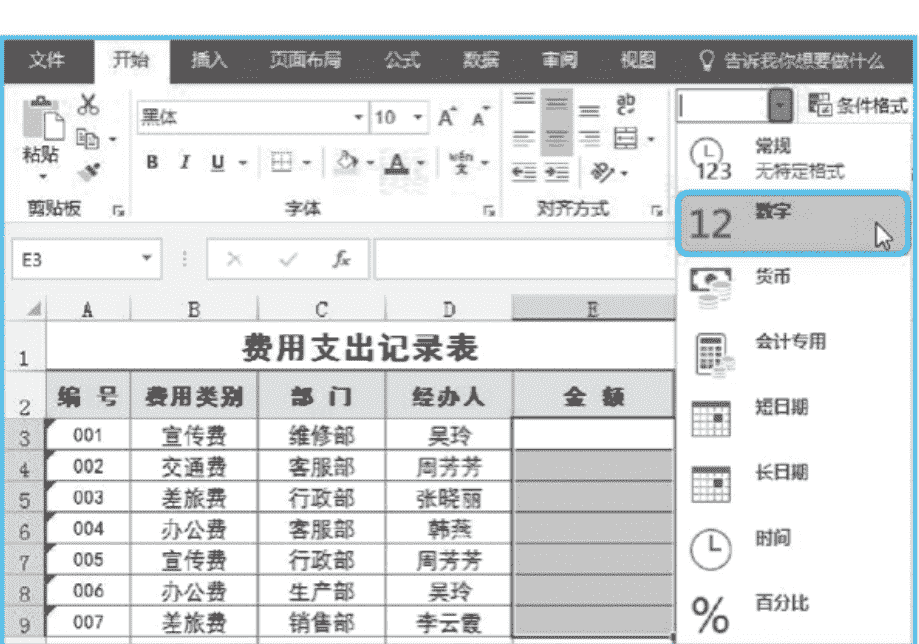 文件 开始 插入 页面布局 公式 数据 审阅 视图 告诉我你想要做什么
粘贴
剪贴板
黑体 10 A A
B I U A wén 文
字体
ab
对齐方式
条件格式
123 常规
无特定格式
12 数字
货币
会计专用
短日期
长日期
时间
% 百分比
E3 fx
A B C D E
1 费用支出记录表
2 编 号 费用类别 部 门 经办人 金 额
3 001 宣传费 维修部 吴玲
4 002 交通费 客服部 周芳芳
5 003 差旅费 行政部 张晓丽
6 004 办公费 客服部 韩燕
7 005 宣传费 行政部 周芳芳
8 006 办公费 生产部 吴玲
9 007 差旅费 销售部 李云霞